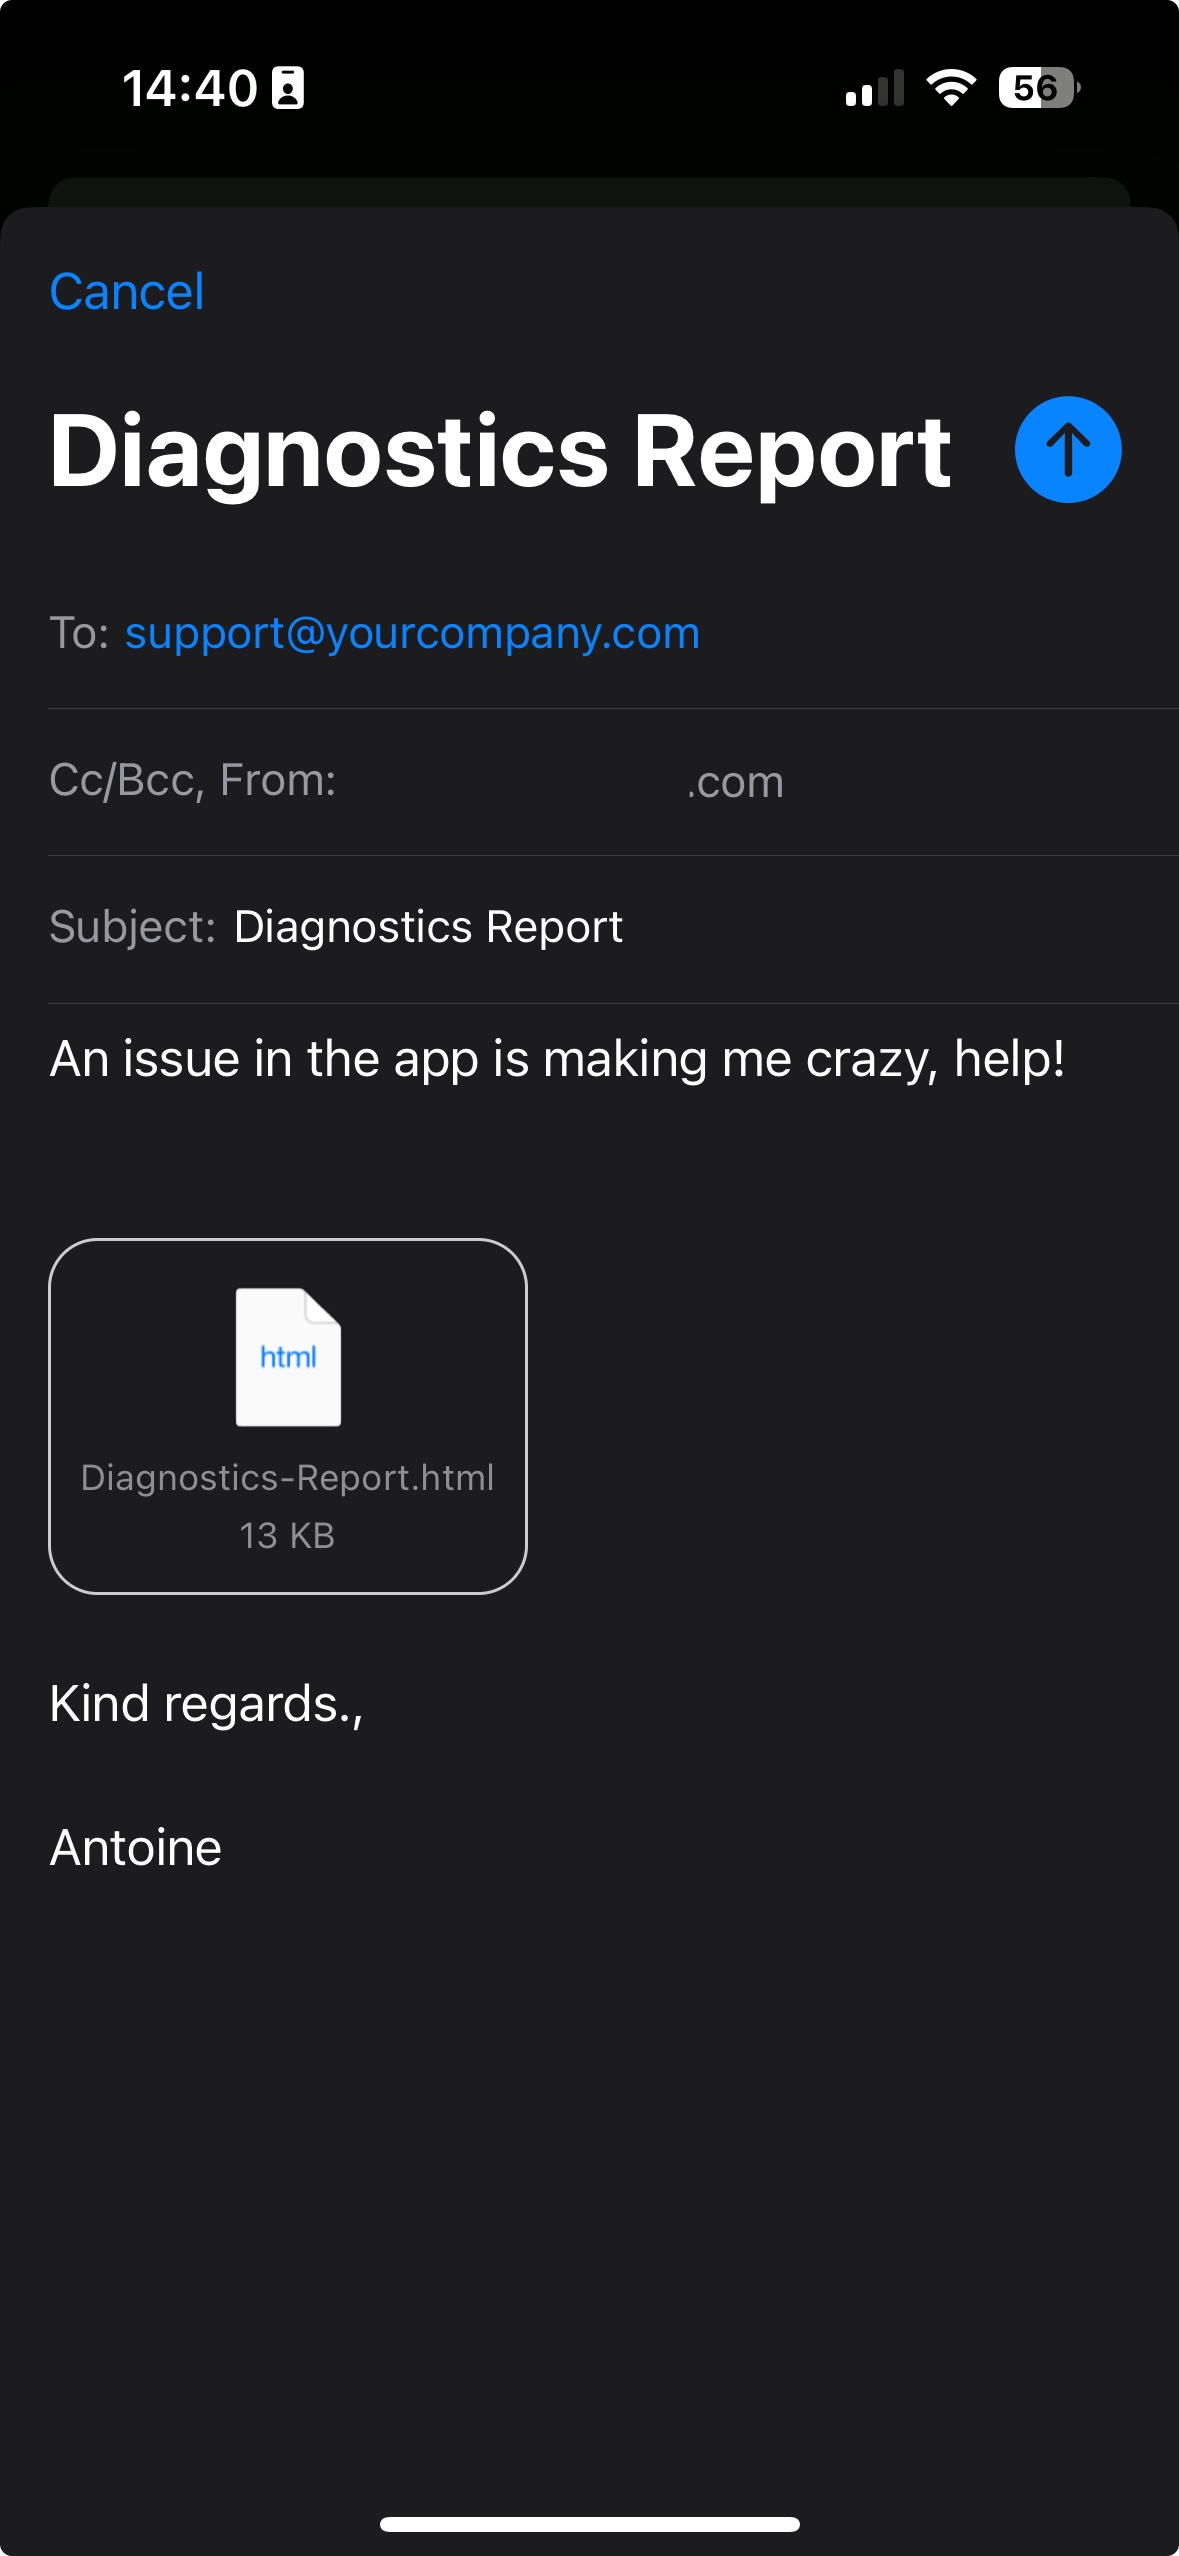 14:40
56
Cancel
Diagnostics Report
To: support@yourcompany.com
Cc/Bcc, From: .com
Subject: Diagnostics Report
An issue in the app is making me crazy, help!
html
Diagnostics-Report.html
13 KB
Kind regards.,
Antoine